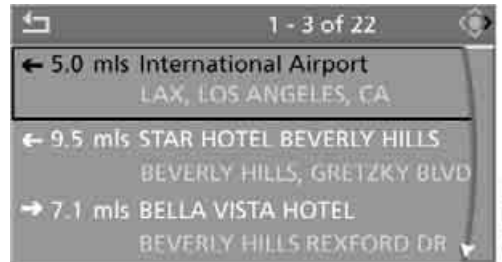 1 - 3 of 22
← 5.0 mls International Airport
LAX, LOS ANGELES, CA
← 9.5 mls STAR HOTEL BEVERLY HILLS
BEVERLY HILLS, GRETZKY BLVD
→ 7.1 mls BELLA VISTA HOTEL
BEVERLY HILLS REXFORD DR